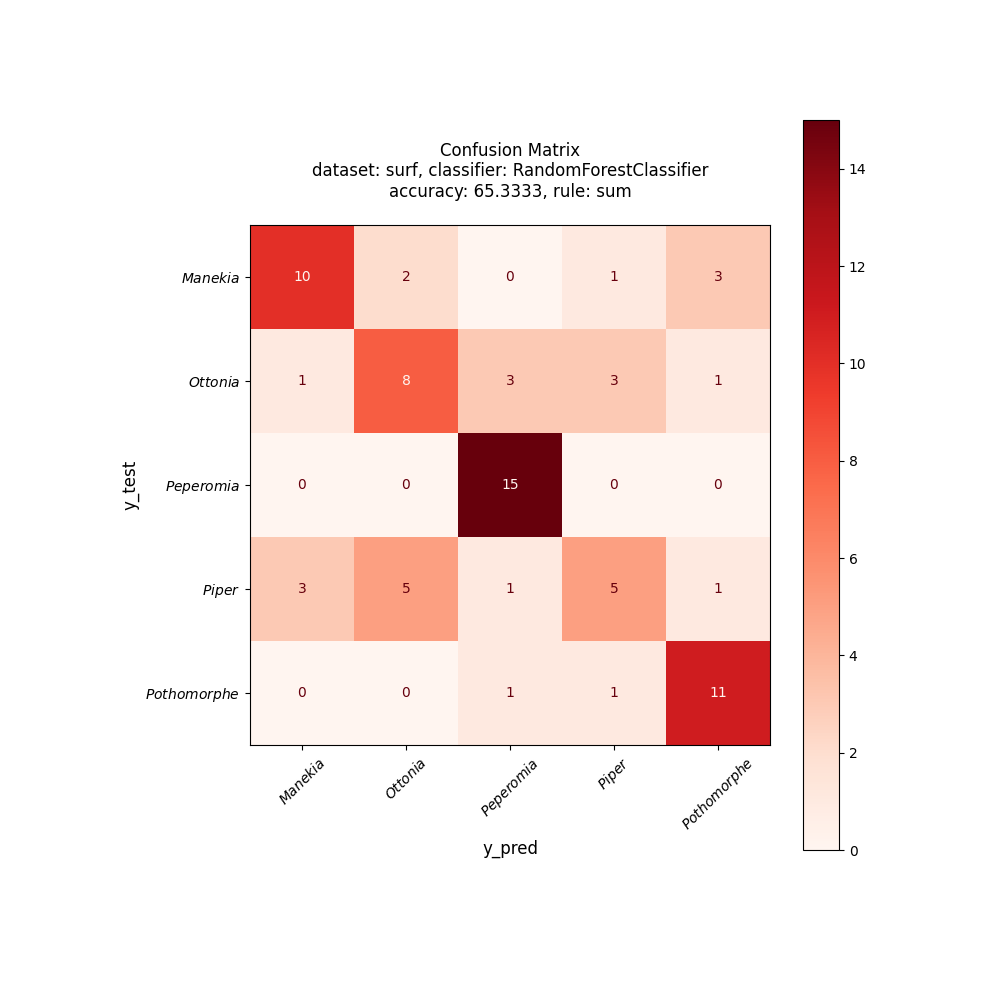 Confusion Matrix
dataset: surf, classifier: RandomForestClassifier
accuracy: 65.3333, rule: sum
Manekia 10 2 0 1 3
Ottonia 1 8 3 3 1
Peperomia 0 0 15 0 0
Piper 3 5 1 5 1
Pothomorphe 0 0 1 1 11
y_test
Manekia Ottonia Peperomia Piper Pothomorphe
y_pred
14
12
10
8
6
4
2
0